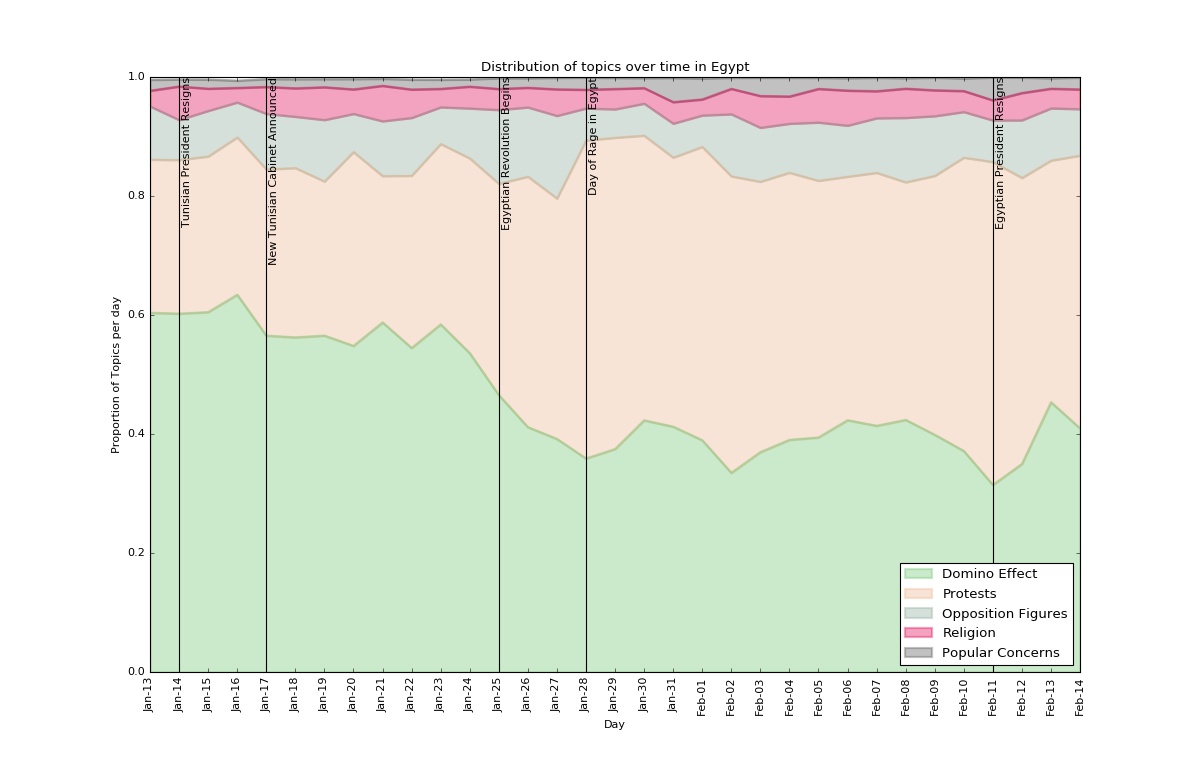 Distribution of topics over time in Egypt
Proportion of Topics per day
1.0
0.8
0.6
0.4
0.2
0.0
Tunisian President Resigns
New Tunisian Cabinet Announced
Egyptian Revolution Begins
Day of Rage in Egypt
Egyptian President Resigns
Domino Effect
Protests
Opposition Figures
Religion
Popular Concerns
Jan-13
Jan-14
Jan-15
Jan-16
Jan-17
Jan-18
Jan-19
Jan-20
Jan-21
Jan-22
Jan-23
Jan-24
Jan-25
Jan-26
Jan-27
Jan-28
Jan-29
Jan-30
Jan-31
Feb-01
Feb-02
Feb-03
Feb-04
Feb-05
Feb-06
Feb-07
Feb-08
Feb-09
Feb-10
Feb-11
Feb-12
Feb-13
Feb-14
Day